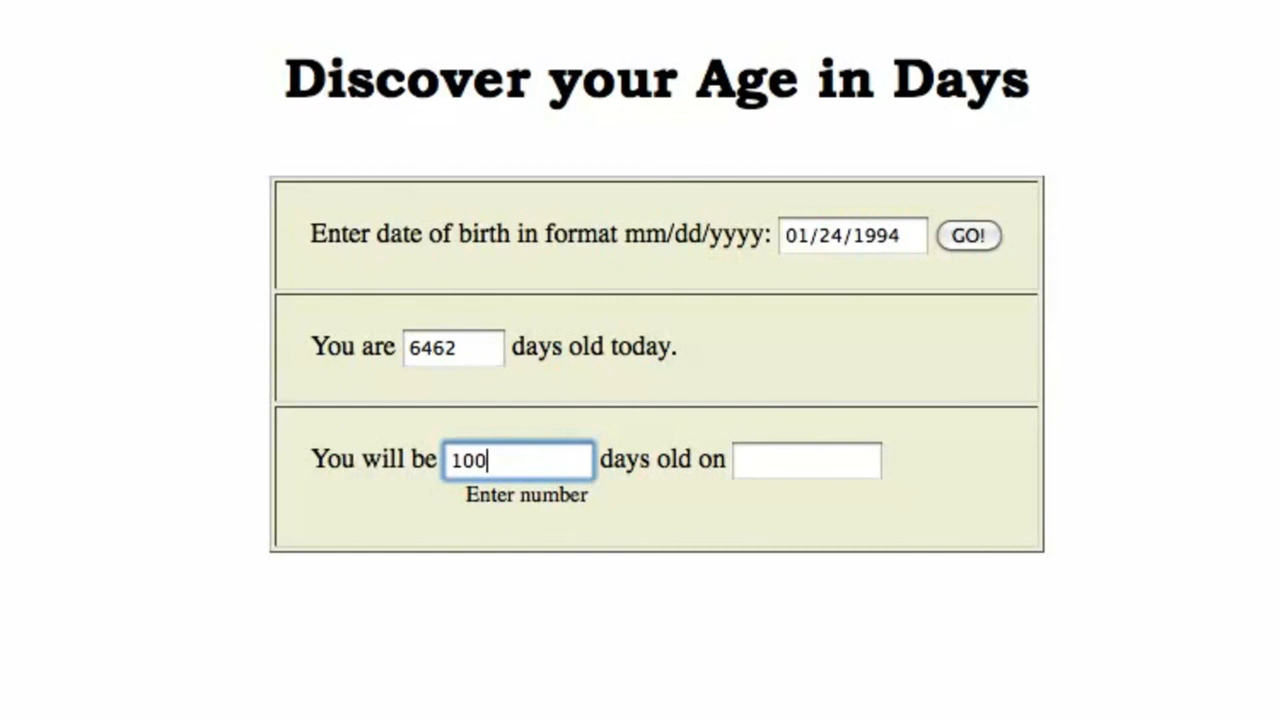 Discover your Age in Days
Enter date of birth in format mm/dd/yyyy: 01/24/1994 GO!
You are 6462 days old today.
You will be 100 days old on
Enter number